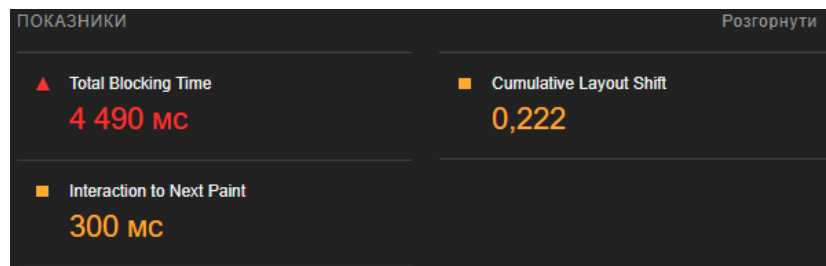 ПОКАЗНИКИ
Розгорнути
Total Blocking Time
4 490 мс
Cumulative Layout Shift
0,222
Interaction to Next Paint
300 мс